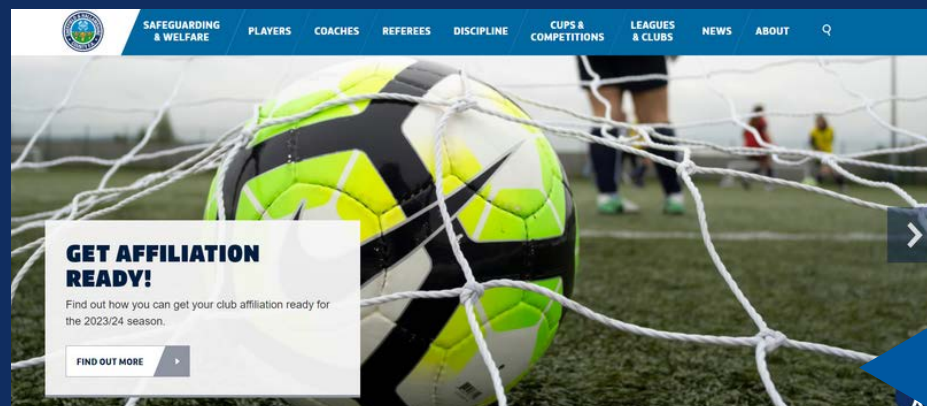 SAFEGUARDING
& WELFARE
PLAYERS
COACHES
REFEREES
DISCIPLINE
CUPS &
COMPETITIONS
LEAGUES
& CLUBS
NEWS
ABOUT
GET AFFILIATION
READY!
Find out how you can get your club affiliation ready for
the 2023/24 season.
FIND OUT MORE